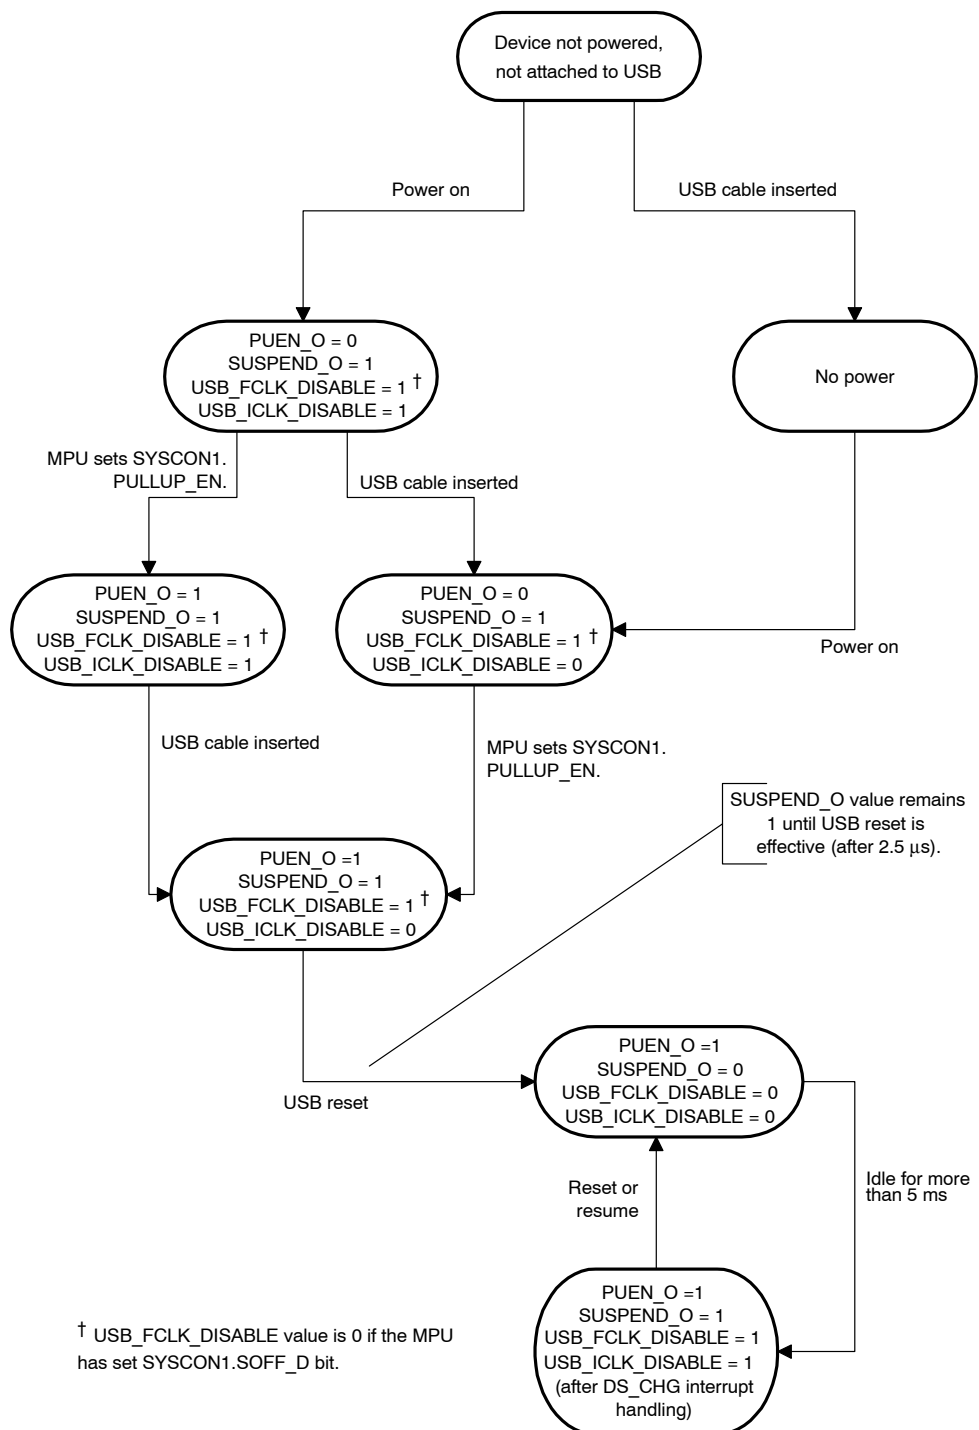 Device not powered,
not attached to USB
Power on
USB cable inserted
PUEN_O = 0
SUSPEND_O = 1
USB_FCLK_DISABLE = 1 †
USB_ICLK_DISABLE = 1
No power
MPU sets SYSCON1.
PULLUP_EN.
USB cable inserted
PUEN_O = 1
SUSPEND_O = 1
USB_FCLK_DISABLE = 1 †
USB_ICLK_DISABLE = 1
PUEN_O = 0
SUSPEND_O = 1
USB_FCLK_DISABLE = 1 †
USB_ICLK_DISABLE = 0
Power on
USB cable inserted
MPU sets SYSCON1.
PULLUP_EN.
SUSPEND_O value remains
1 until USB reset is
effective (after 2.5 μs).
PUEN_O =1
SUSPEND_O = 1
USB_FCLK_DISABLE = 1 †
USB_ICLK_DISABLE = 0
USB reset
PUEN_O =1
SUSPEND_O = 0
USB_FCLK_DISABLE = 0
USB_ICLK_DISABLE = 0
Reset or
resume
Idle for more
than 5 ms
PUEN_O =1
SUSPEND_O = 1
USB_FCLK_DISABLE = 1
USB_ICLK_DISABLE = 1
(after DS_CHG interrupt
handling)
† USB_FCLK_DISABLE value is 0 if the MPU
has set SYSCON1.SOFF_D bit.